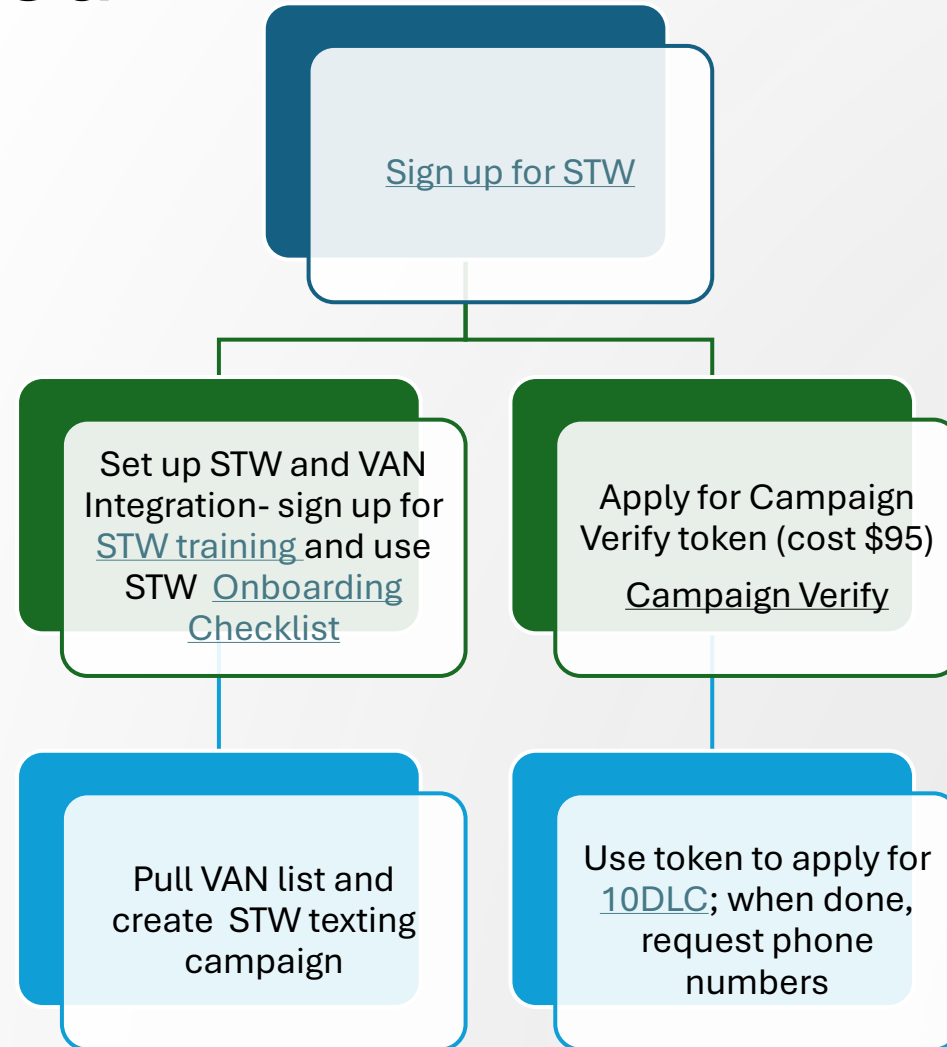 Sign up for STW
Set up STW and VAN
Integration- sign up for
STW training and use
STW Onboarding
Checklist
Apply for Campaign
Verify token (cost $95)
Campaign Verify
Pull VAN list and
create STW texting
campaign
Use token to apply for
10DLC; when done,
request phone
numbers